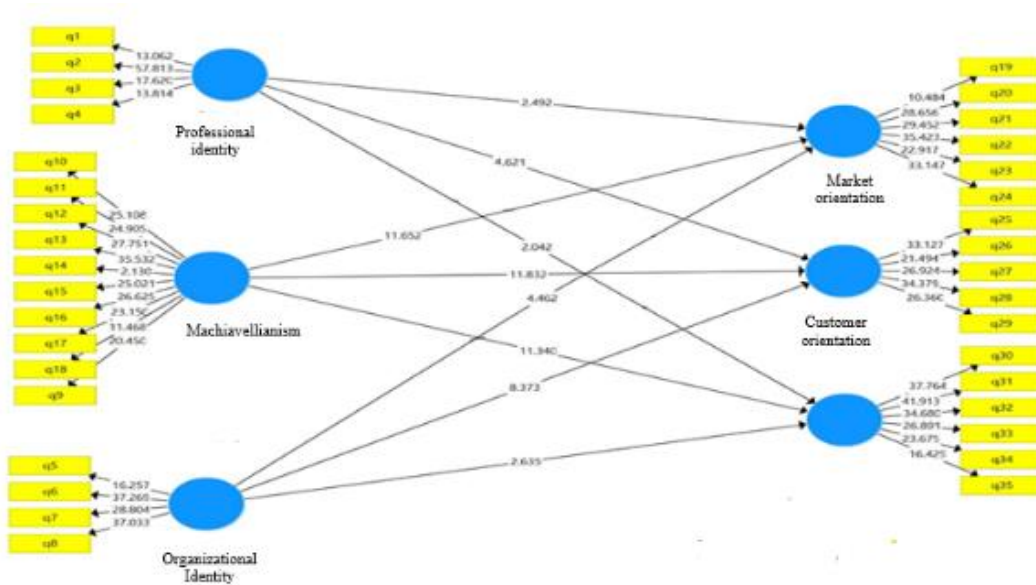 q1
q2
q3
q4
13.062
57.813
17.620
13.814
Professional
identity
q10
q11
q12
q13
q14
q15
q16
q17
q18
q9
25.108
24.905
27.751
35.532
2.130
25.021
26.625
23.150
11.468
20.450
Machiavellianism
q5
q6
q7
q8
16.257
37.265
28.804
37.033
Organizational
Identity
2.492
4.621
2.042
11.652
11.832
11.340
4.462
8.373
2.635
q19
q20
q21
q22
q23
q24
10.484
28.656
29.452
35.423
22.917
33.147
Market
orientation
q25
q26
q27
q28
q29
33.127
21.494
26.924
34.375
26.360
Customer
orientation
q30
q31
q32
q33
q34
q35
37.764
41.913
34.680
26.891
23.675
16.425